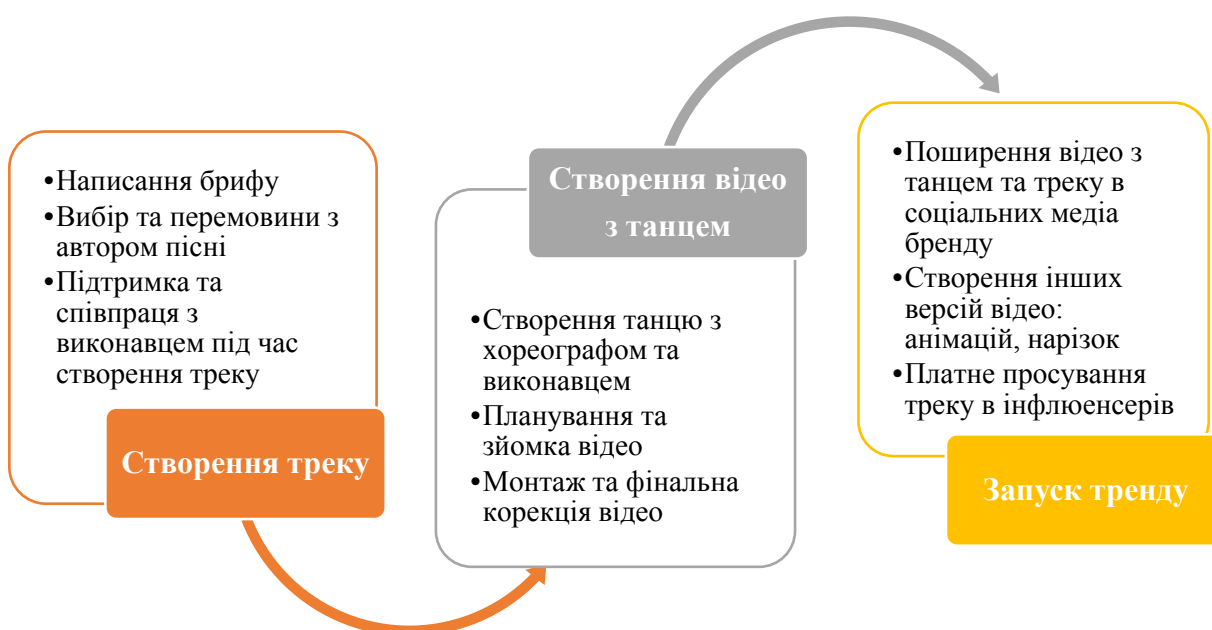 •Написання брифу
•Вибір та перемовини з
автором пісні
•Підтримка та
співпраця з
виконавцем під час
створення треку
Створення треку
Створення відео
з танцем
•Створення танцю з
хореографом та
виконавцем
•Планування та
зйомка відео
•Монтаж та фінальна
корекція відео
•Поширення відео з
танцем та треку в
соціальних медіа
бренду
•Створення інших
версій відео:
анімацій, нарізок
•Платне просування
треку в інфлюенсерів
Запуск тренду